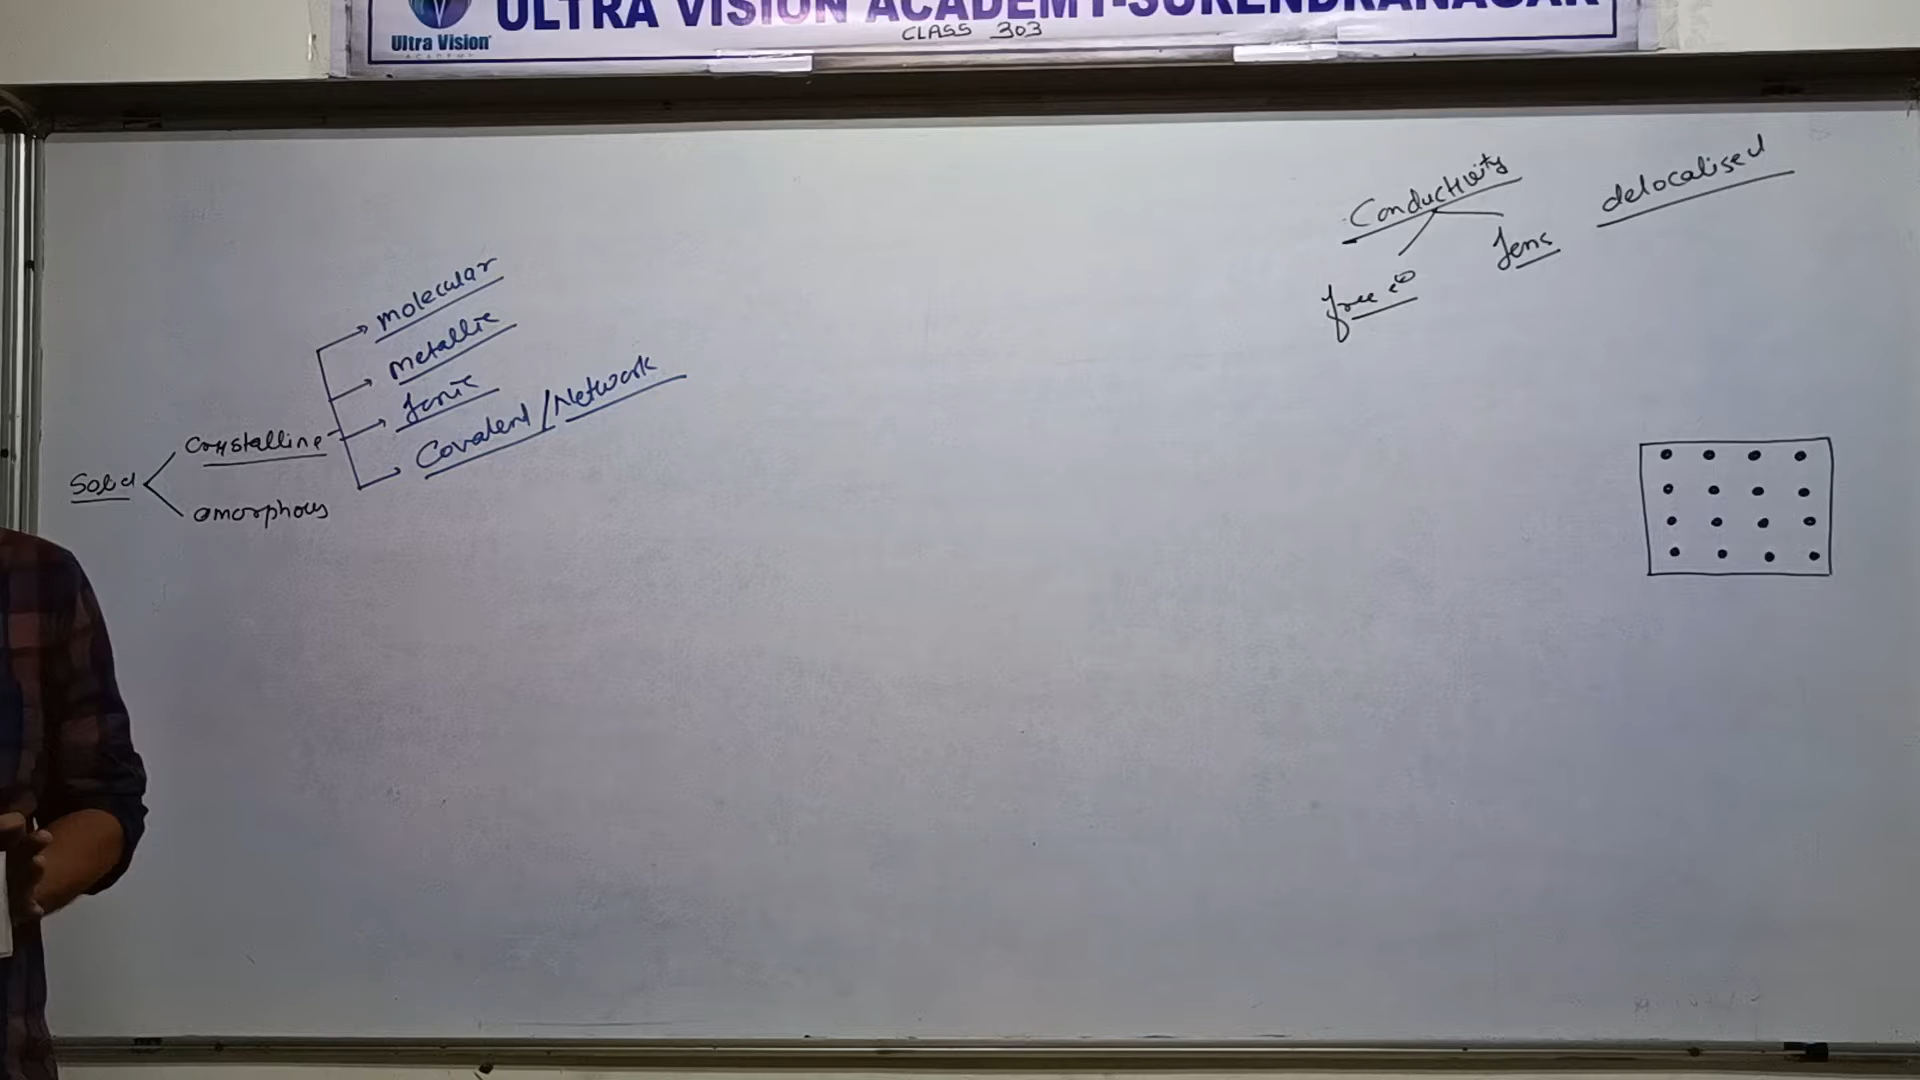 ULTRA VISION ACADEMY-SURENDRANAGAR
Ultra Vision
ACADEMY
CLASS 303
Conductivity
delocalised
free e⊖
Ions
molecular
metallic
Ionic
Covalent / Network
Crystalline
Solid
amorphous